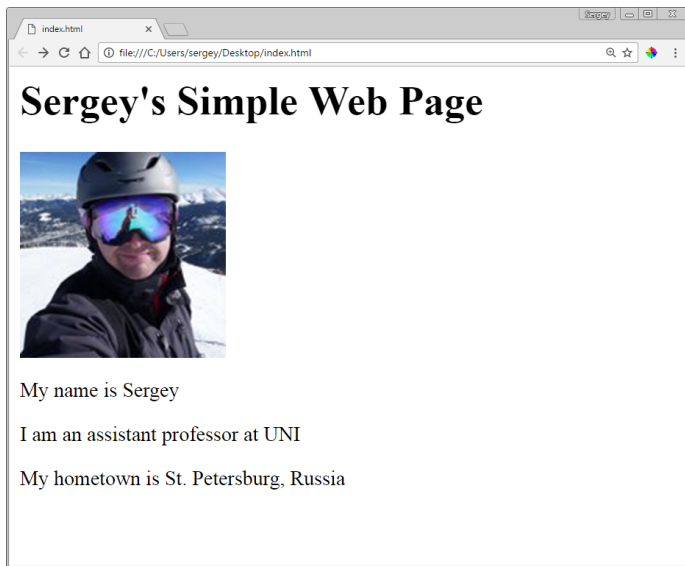 Sergey
index.html
file:///C:/Users/sergey/Desktop/index.html
Sergey's Simple Web Page
My name is Sergey
I am an assistant professor at UNI
My hometown is St. Petersburg, Russia